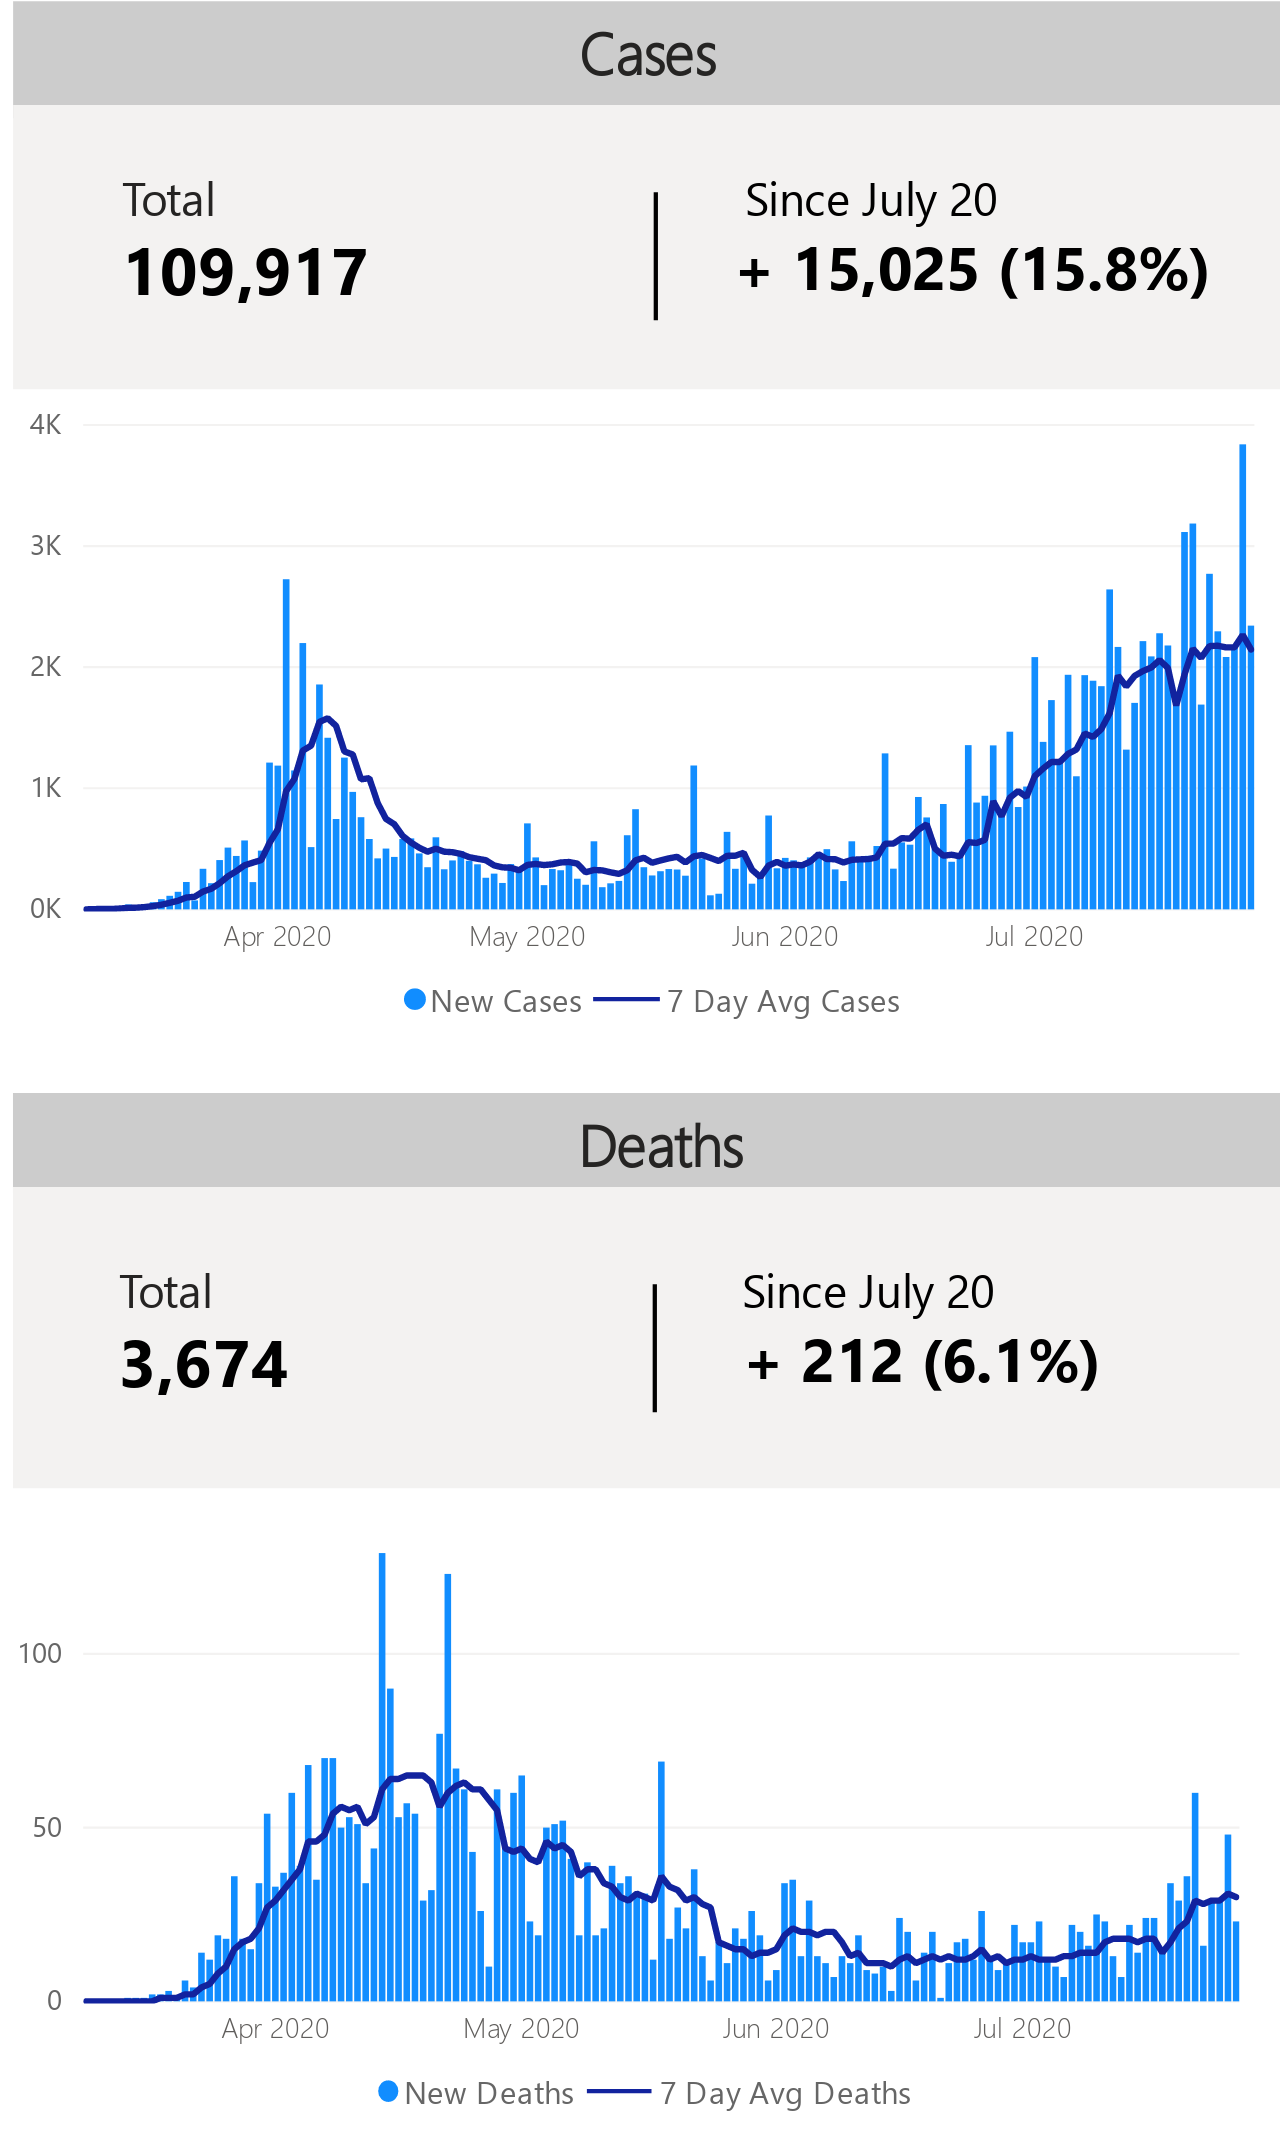 Cases
Total
Since July 20
109,917
+ 15,025 (15.8%)
4K
3K
2K
1K
0K
Apr 2020
May 2020
Jun 2020
Jul 2020
New Cases
7 Day Avg Cases
Deaths
Total
Since July 20
3,674
+ 212 (6.1%)
100
50
0
Apr 2020
May 2020
Jun 2020
Jul 2020
New Deaths
7 Day Avg Deaths